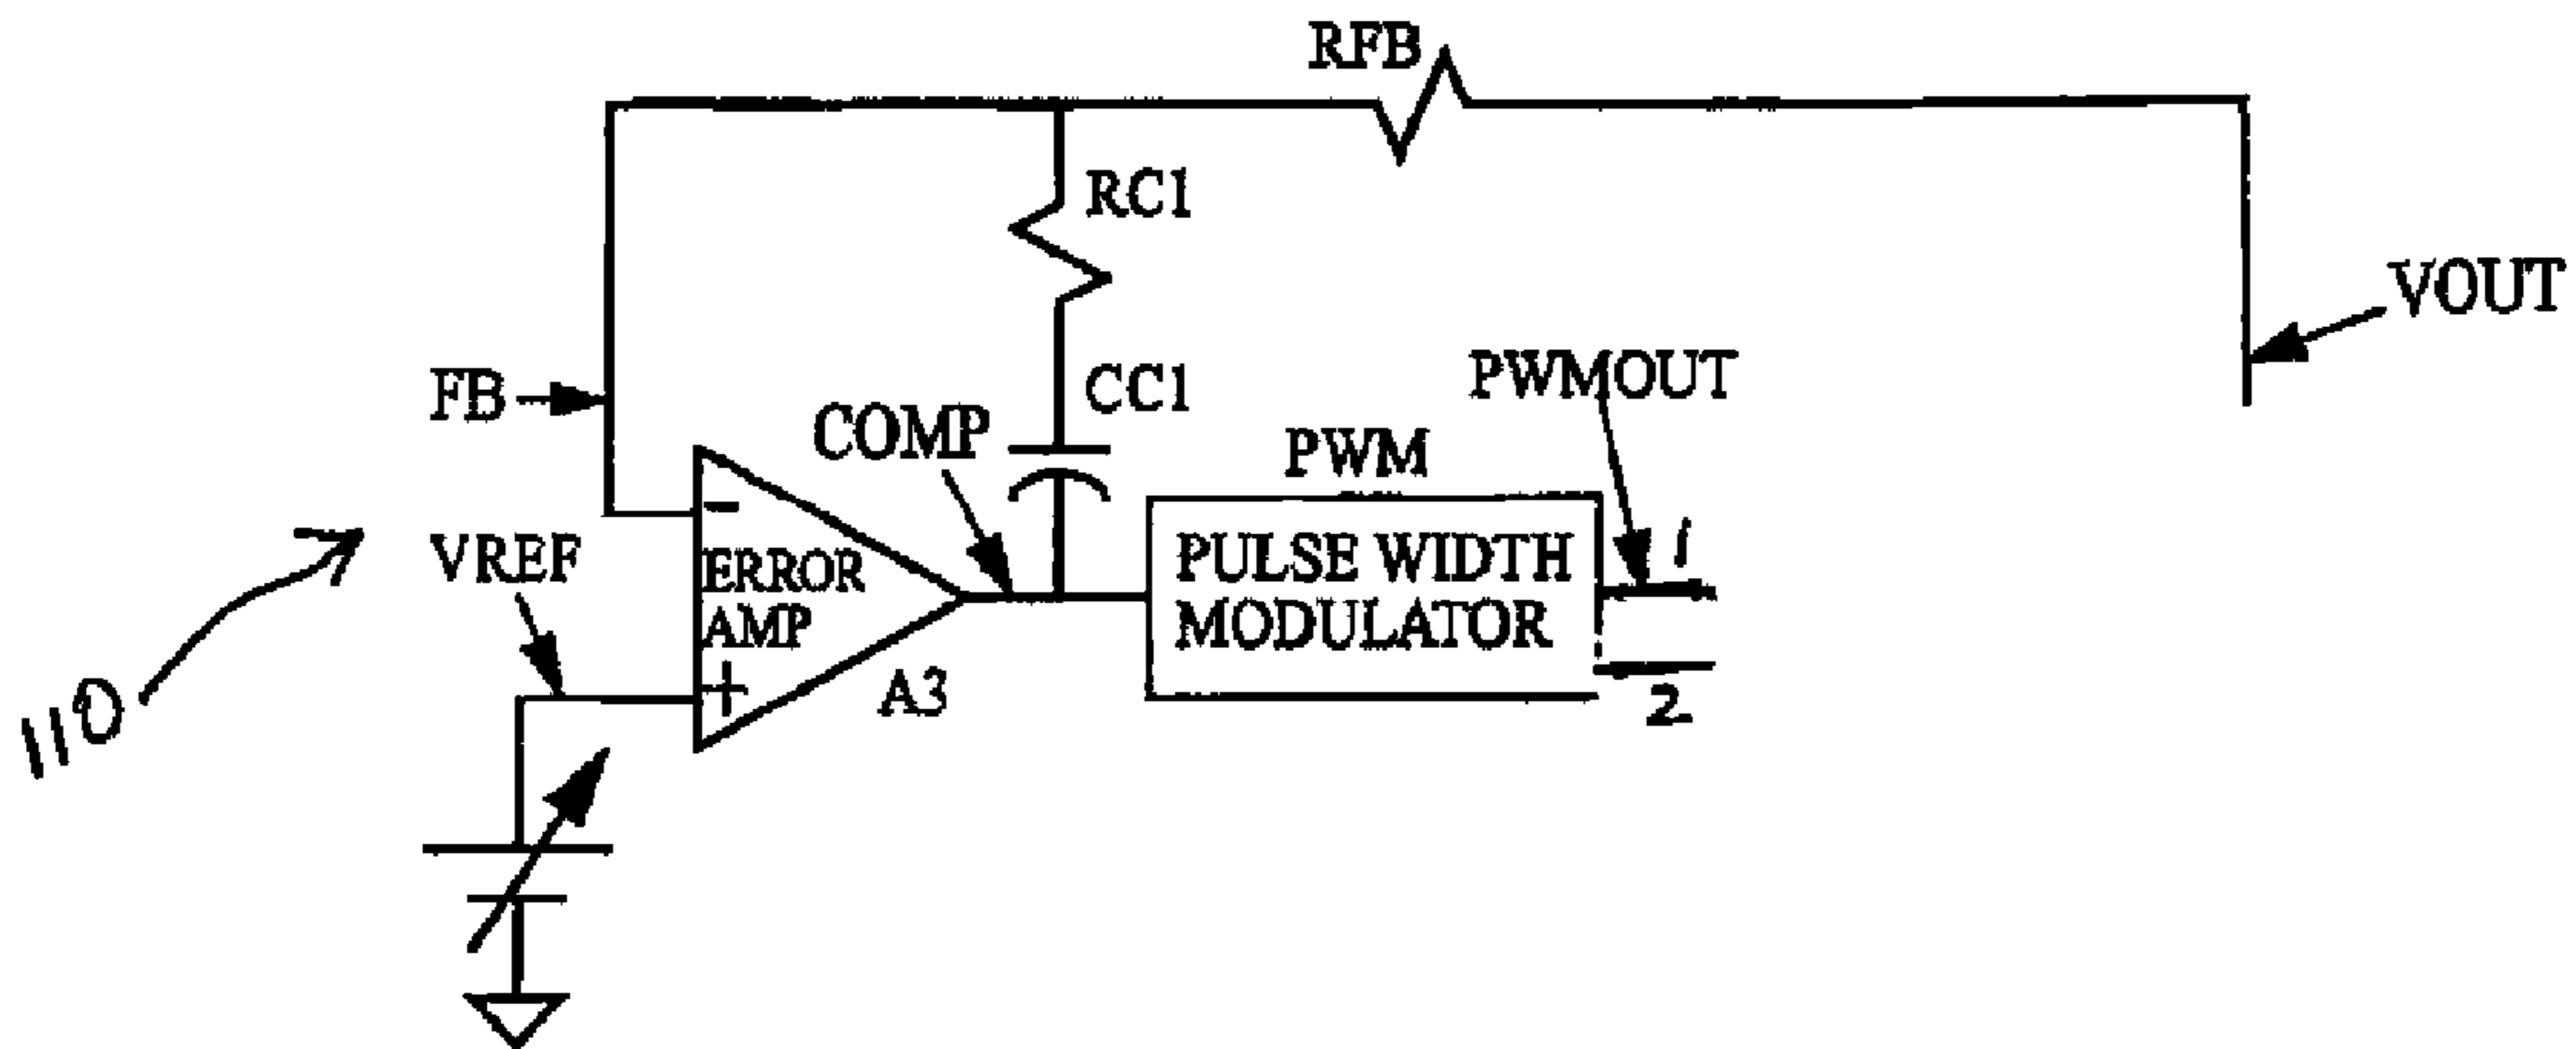 RFB
RC1
VOUT
FB
CC1
PWMOUT
COMP
PWM
1
VREF
-
ERROR
AMP
PULSE WIDTH
MODULATOR
+
A3
2
110